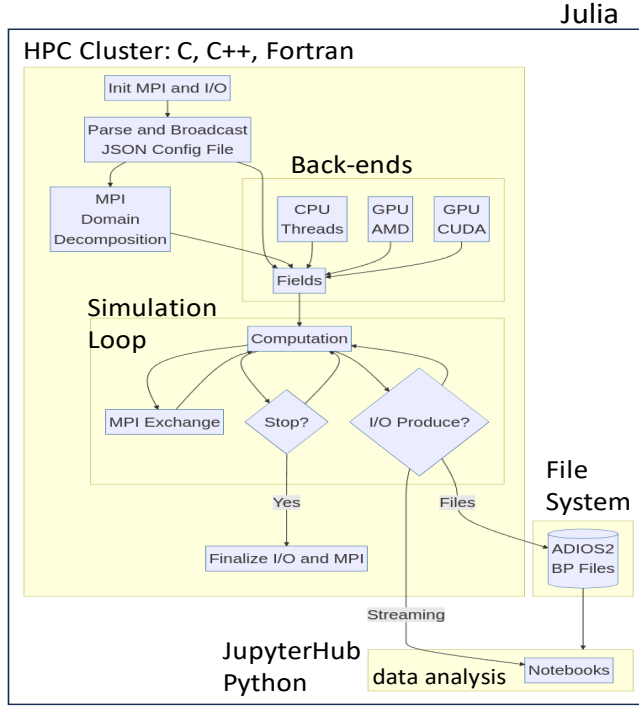 Julia
HPC Cluster: C, C++, Fortran
Init MPI and I/O
Parse and Broadcast
JSON Config File
Back-ends
MPI
Domain
Decomposition
CPU
Threads
GPU
AMD
GPU
CUDA
Fields
Simulation
Loop
Computation
MPI Exchange
Stop?
I/O Produce?
Yes
Files
File
System
Finalize I/O and MPI
ADIOS2
BP Files
Streaming
JupyterHub
Python
data analysis
Notebooks